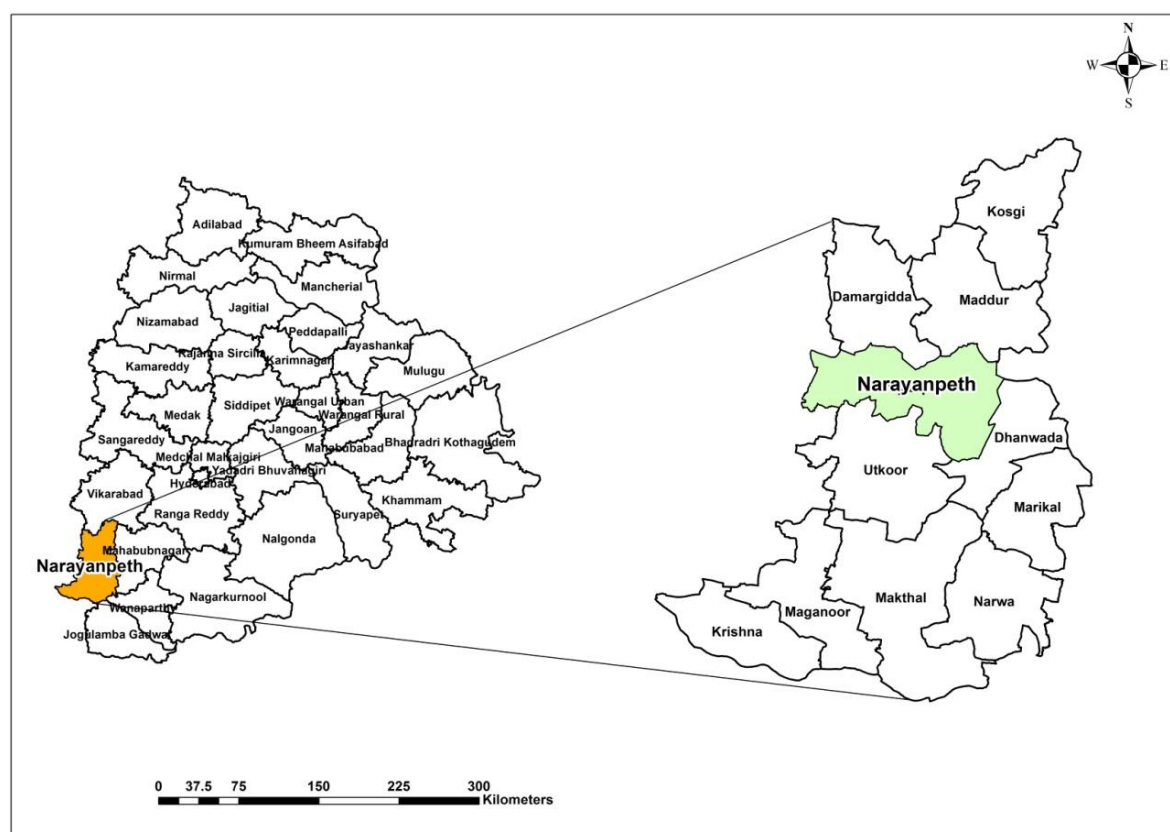 N
W E
S
Adilabad
Kumuram Bheem Asifabad
Nirmal
Mancherial
Jagitial
Nizamabad
Peddapalli
Jayashankar
Rajanna Sircilla
Karimnagar
Kamareddy
Mulugu
Warangal Urban
Siddipet
Medak
Warangal Rural
Jangoan
Sangareddy
Mahabubabad
Bhadradri Kothagudem
Medchal Malkajgiri
Yadadri Bhuvanagiri
Hyderabad
Vikarabad
Khammam
Ranga Reddy
Suryapet
Nalgonda
Mahabubnagar
Narayanpeth
Nagarkurnool
Wanaparthy
Jogulamba Gadwal
Kosgi
Damargidda
Maddur
Narayanpeth
Dhanwada
Utkoor
Marikal
Makthal
Narwa
Maganoor
Krishna
0 37.5 75 150 225 300
Kilometers